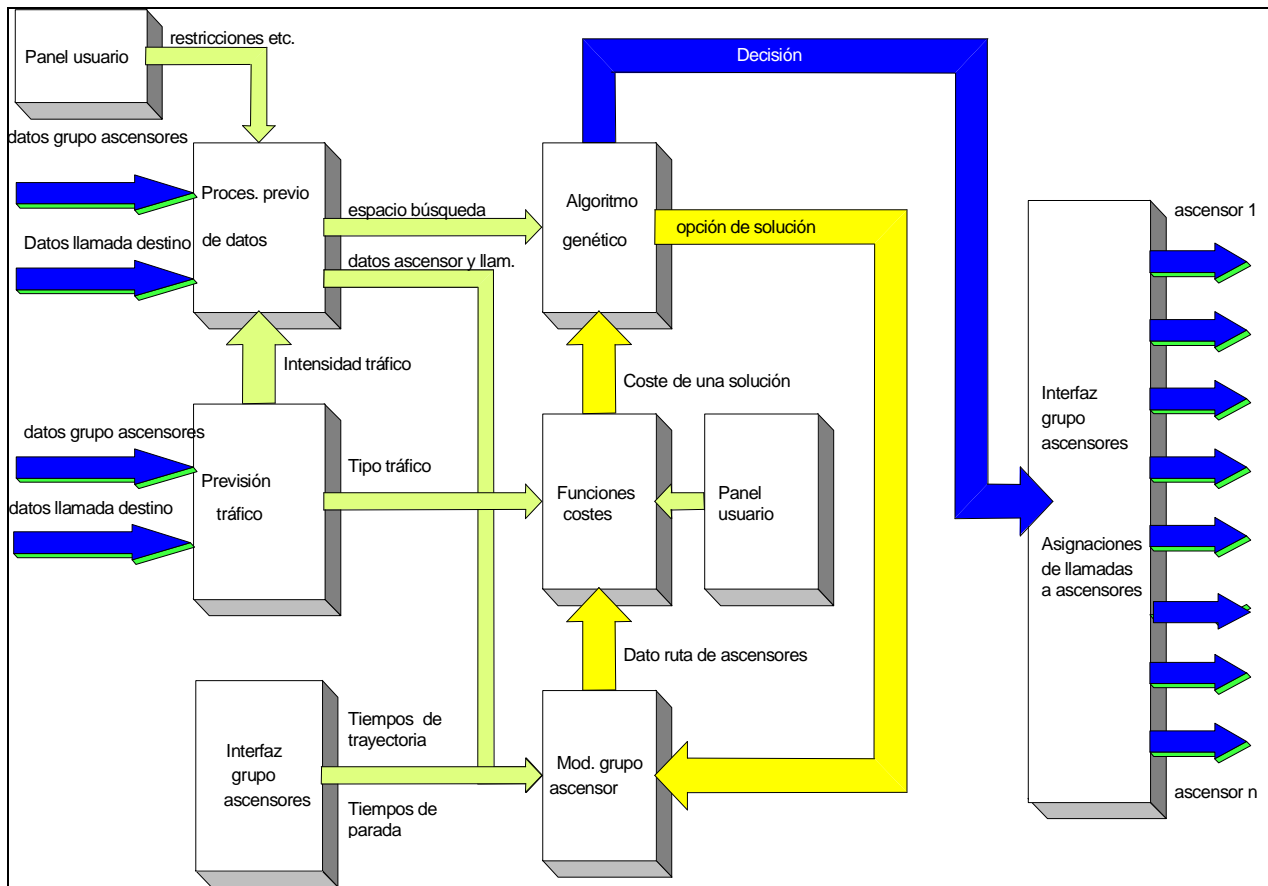 restricciones etc.
Panel usuario
Decisión
datos grupo ascensores
Proces. previo
de datos
espacio búsqueda
Algoritmo
genético
opción de solución
ascensor 1
Datos llamada destino
datos ascensor y llam.
Intensidad tráfico
Coste de una solución
Interfaz
grupo
ascensores
datos grupo ascensores
Tipo tráfico
Previsión
tráfico
Funciones
costes
Panel
usuario
datos llamada destino
Asignaciones
de llamadas
a ascensores
Dato ruta de ascensores
Tiempos de
trayectoria
Interfaz
grupo
ascensores
Mod. grupo
ascensor
Tiempos de
parada
ascensor n